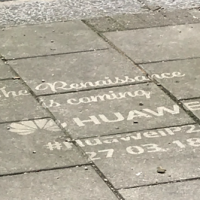 The Renaissance
is coming
HUAWEI
#HuaweiP20
27 03 18